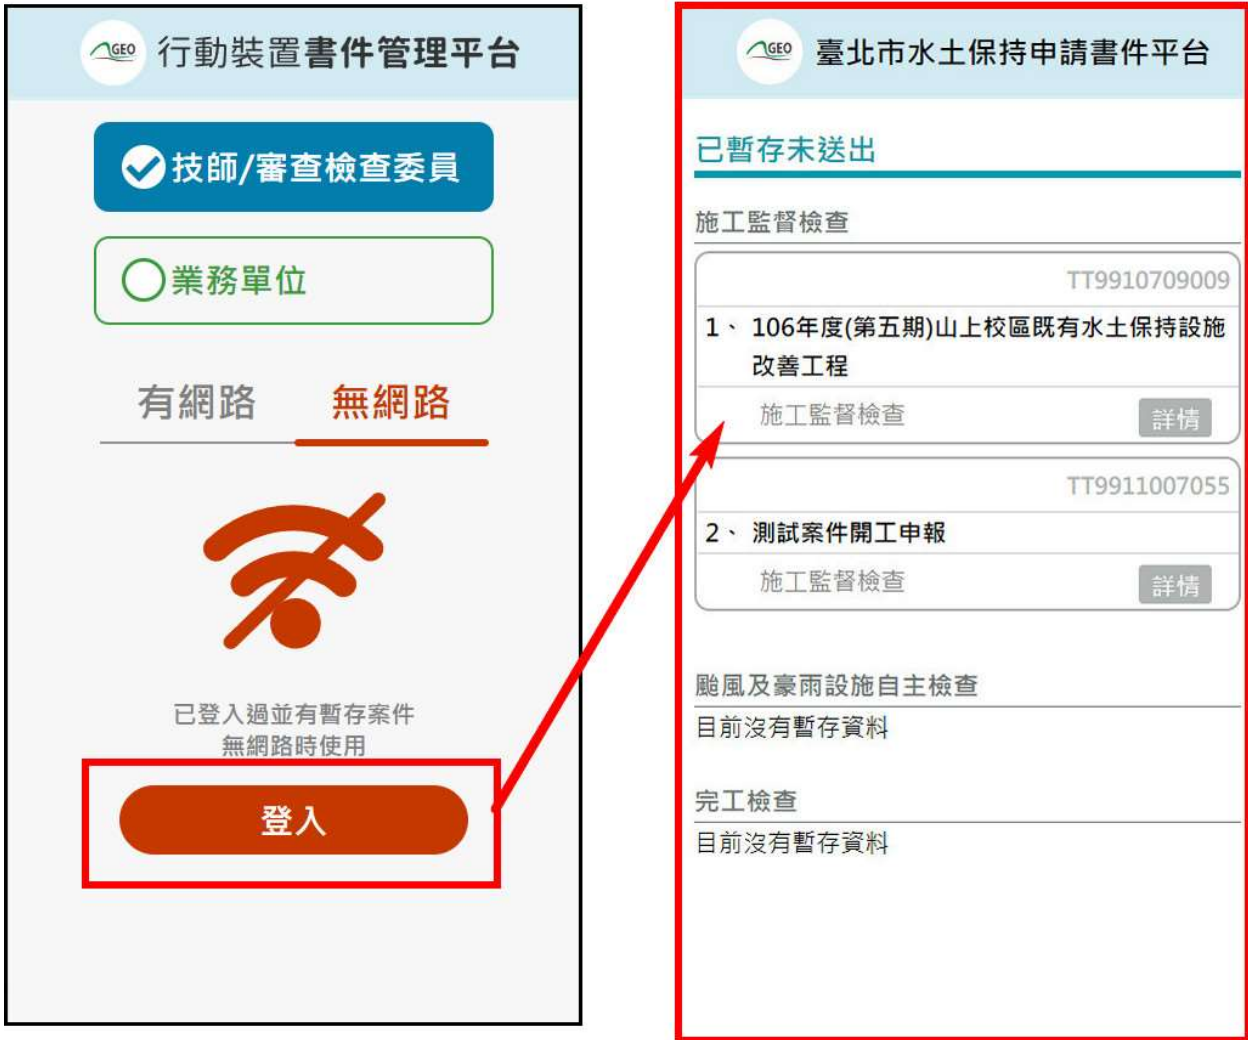 GEO 行動裝置書件管理平台
技師/審查檢查委員
業務單位
有網路 無網路
已登入過並有暫存案件
無網路時使用
登入
GEO 臺北市水土保持申請書件平台
已暫存未送出
施工監督檢查
TT9910709009
1、 106年度(第五期)山上校區既有水土保持設施
改善工程
施工監督檢查 詳情
TT9911007055
2、 測試案件開工申報
施工監督檢查 詳情
颱風及豪雨設施自主檢查
目前沒有暫存資料
完工檢查
目前沒有暫存資料